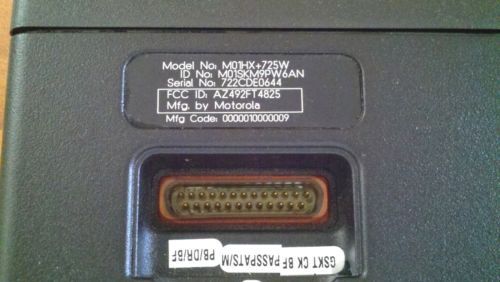 Model No: M01HX+725W
ID No: M01SKM9PW6AN
Serial No: 722CDE0644
FCC ID: AZ492FT4825
Mfg. by Motorola
Mfg Code: 0000010000009
PB/DR/BF
PASSPATS/M
GSKT CK BF